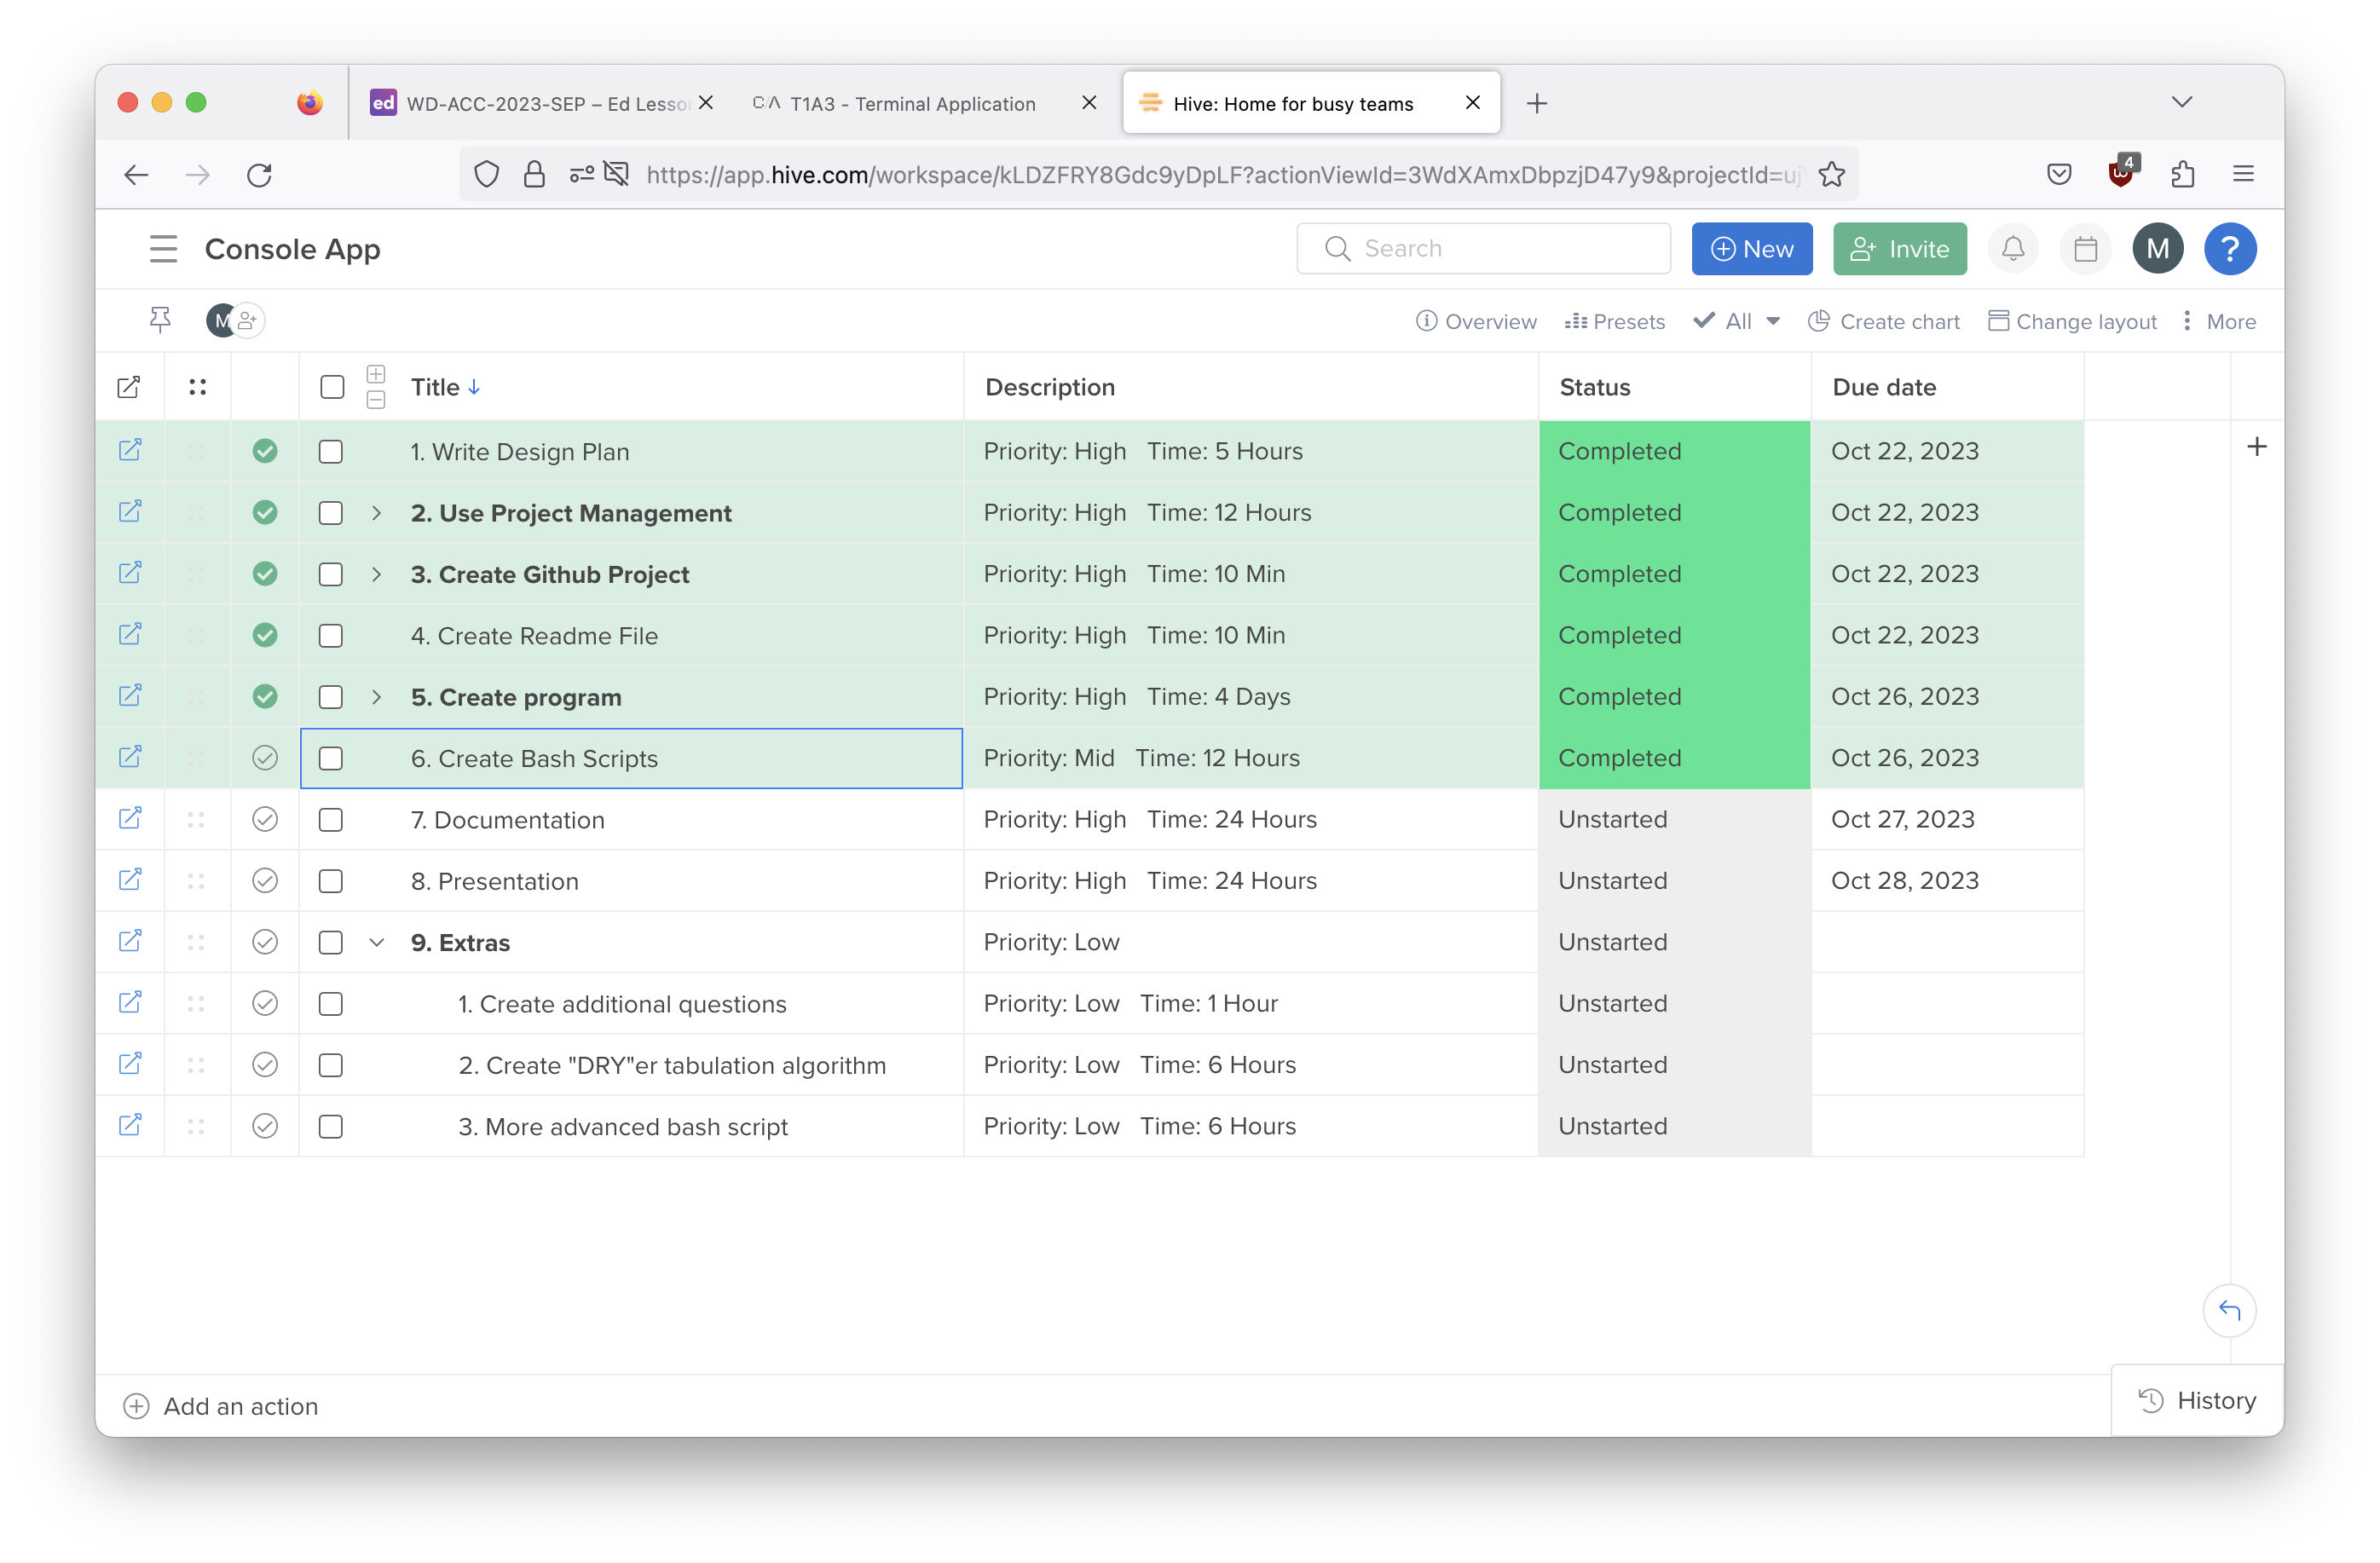 ed WD-ACC-2023-SEP – Ed Lesso
C/\ T1A3 - Terminal Application
Hive: Home for busy teams
https://app.hive.com/workspace/kLDZFRY8Gdc9yDpLF?actionViewId=3WdXAmxDbpzjD47y9&projectId=uj
4
Console App
Search
New
Invite
M
?
M
Overview
Presets
All
Create chart
Change layout
More
Title Description Status Due date
1. Write Design Plan Priority: High Time: 5 Hours Completed Oct 22, 2023
2. Use Project Management Priority: High Time: 12 Hours Completed Oct 22, 2023
3. Create Github Project Priority: High Time: 10 Min Completed Oct 22, 2023
4. Create Readme File Priority: High Time: 10 Min Completed Oct 22, 2023
5. Create program Priority: High Time: 4 Days Completed Oct 26, 2023
6. Create Bash Scripts Priority: Mid Time: 12 Hours Completed Oct 26, 2023
7. Documentation Priority: High Time: 24 Hours Unstarted Oct 27, 2023
8. Presentation Priority: High Time: 24 Hours Unstarted Oct 28, 2023
9. Extras Priority: Low Unstarted
1. Create additional questions Priority: Low Time: 1 Hour Unstarted
2. Create "DRY"er tabulation algorithm Priority: Low Time: 6 Hours Unstarted
3. More advanced bash script Priority: Low Time: 6 Hours Unstarted
Add an action
History